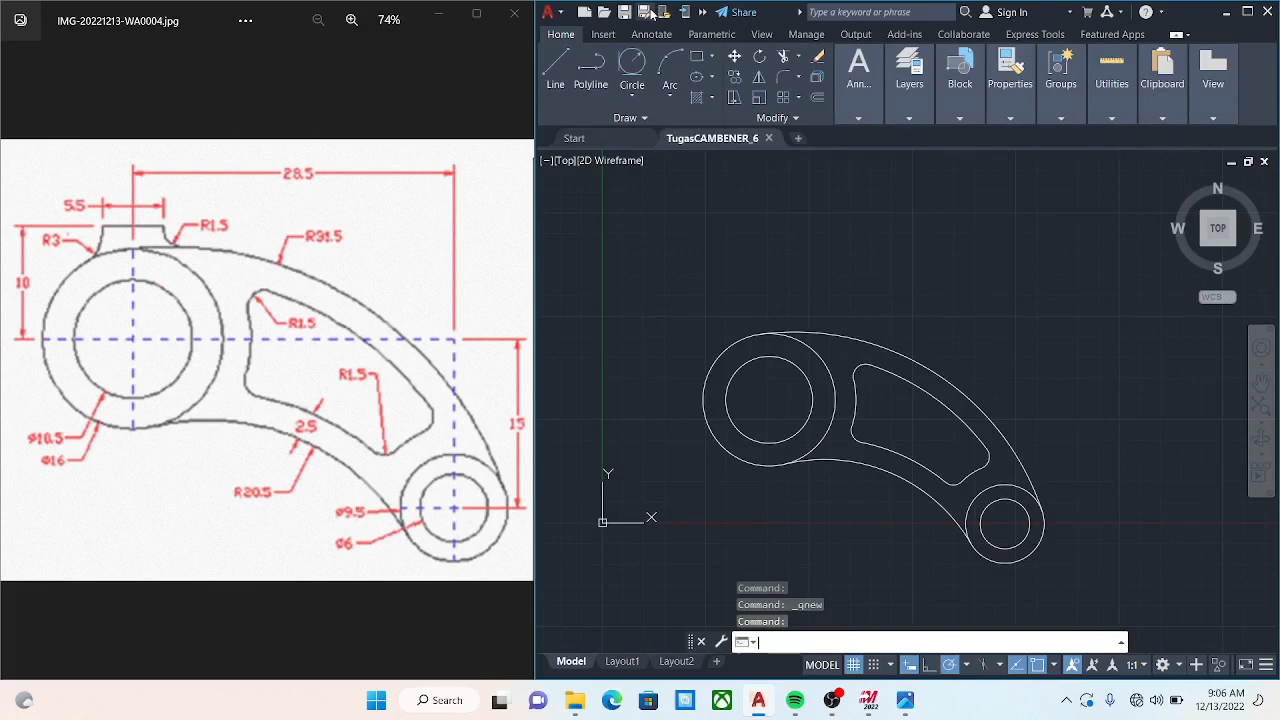 IMG-20221213-WA0004.jpg
74%
28.5
5.5
R1.5
R3
R31.5
10
R1.5
R1.5
15
2.5
Ø10.5
Ø16
R20.5
Ø9.5
Ø6
Share
Type a keyword or phrase
Sign In
Home
Insert
Annotate
Parametric
View
Manage
Output
Add-ins
Collaborate
Express Tools
Featured Apps
Line
Polyline
Circle
Arc
Ann...
Layers
Block
Properties
Groups
Utilities
Clipboard
View
Draw
Modify
Start
TugasCAMBENER_6
[−][Top][2D Wireframe]
N
W
TOP
E
S
WCS
Y
X
Command:
Command: _qnew
Command:
Model
Layout1
Layout2
MODEL
1:1
Search
2022
9:06 AM
12/13/2022